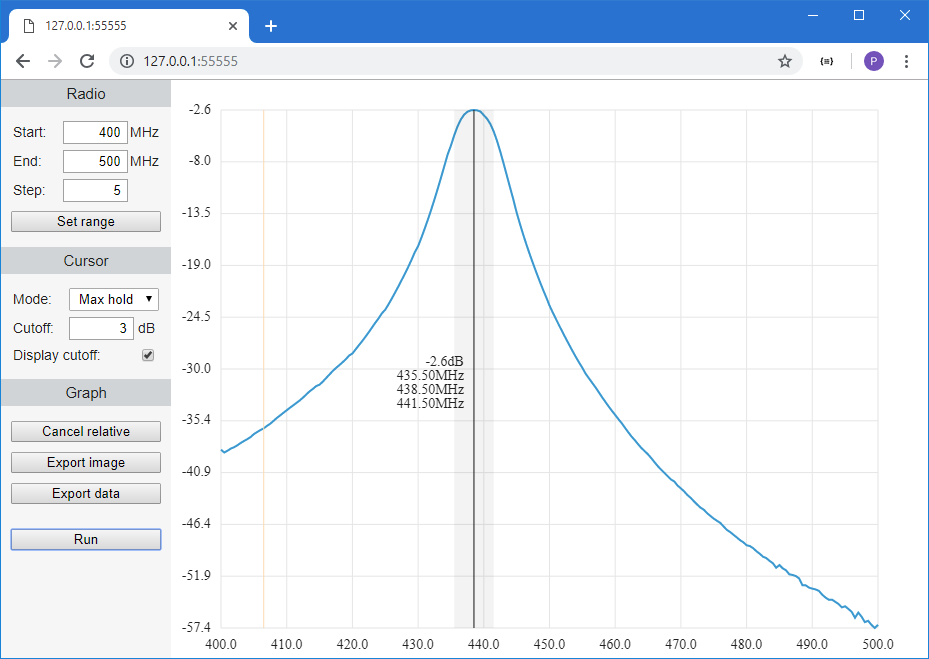 127.0.0.1:55555
127.0.0.1:55555
P
Radio
Start: 400 MHz
End: 500 MHz
Step: 5
Set range
Cursor
Mode: Max hold
Cutoff: 3 dB
Display cutoff:
Graph
Cancel relative
Export image
Export data
Run
-2.6
-8.0
-13.5
-19.0
-24.5
-30.0
-35.4
-40.9
-46.4
-51.9
-57.4
-2.6dB
435.50MHz
438.50MHz
441.50MHz
400.0 410.0 420.0 430.0 440.0 450.0 460.0 470.0 480.0 490.0 500.0